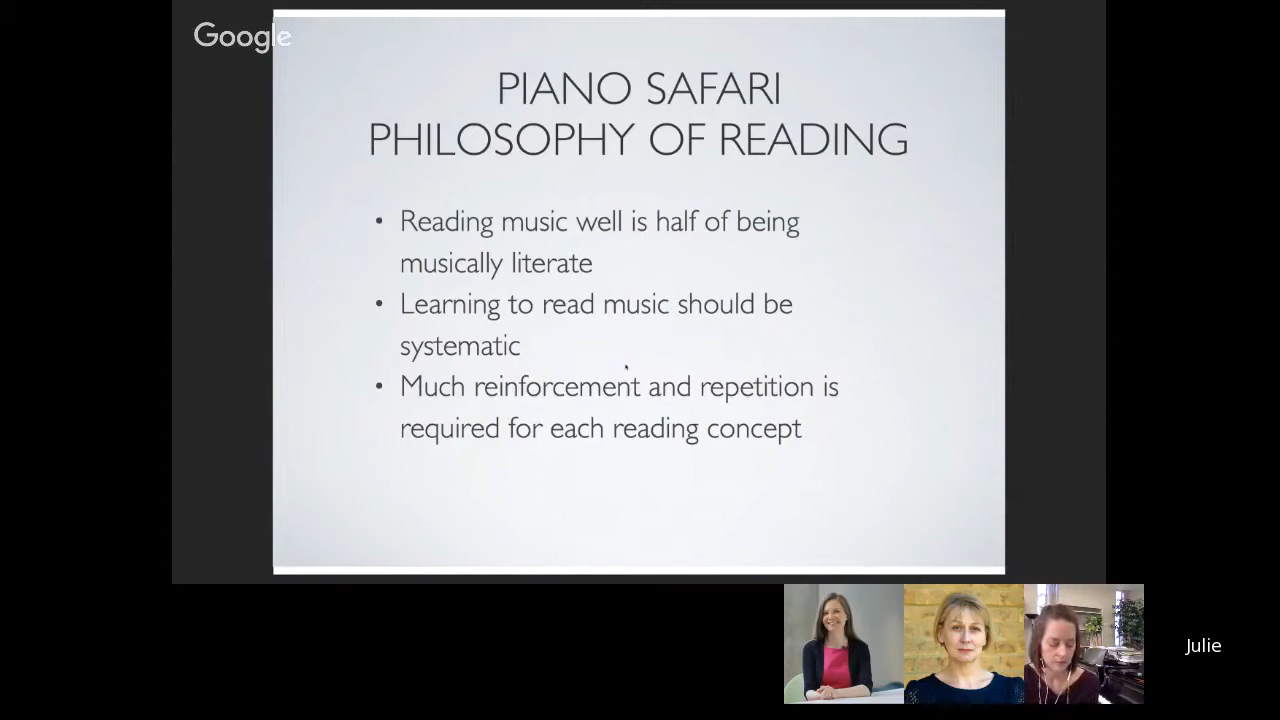 Google
PIANO SAFARI
PHILOSOPHY OF READING
• Reading music well is half of being
musically literate
• Learning to read music should be
systematic
• Much reinforcement and repetition is
required for each reading concept
Julie